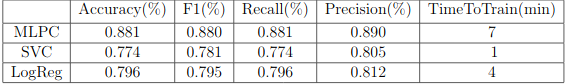 Accuracy(%) F1(%) Recall(%) Precision(%) TimeToTrain(min)
MLPC 0.881 0.880 0.881 0.890 7
SVC 0.774 0.781 0.774 0.805 1
LogReg 0.796 0.795 0.796 0.812 4